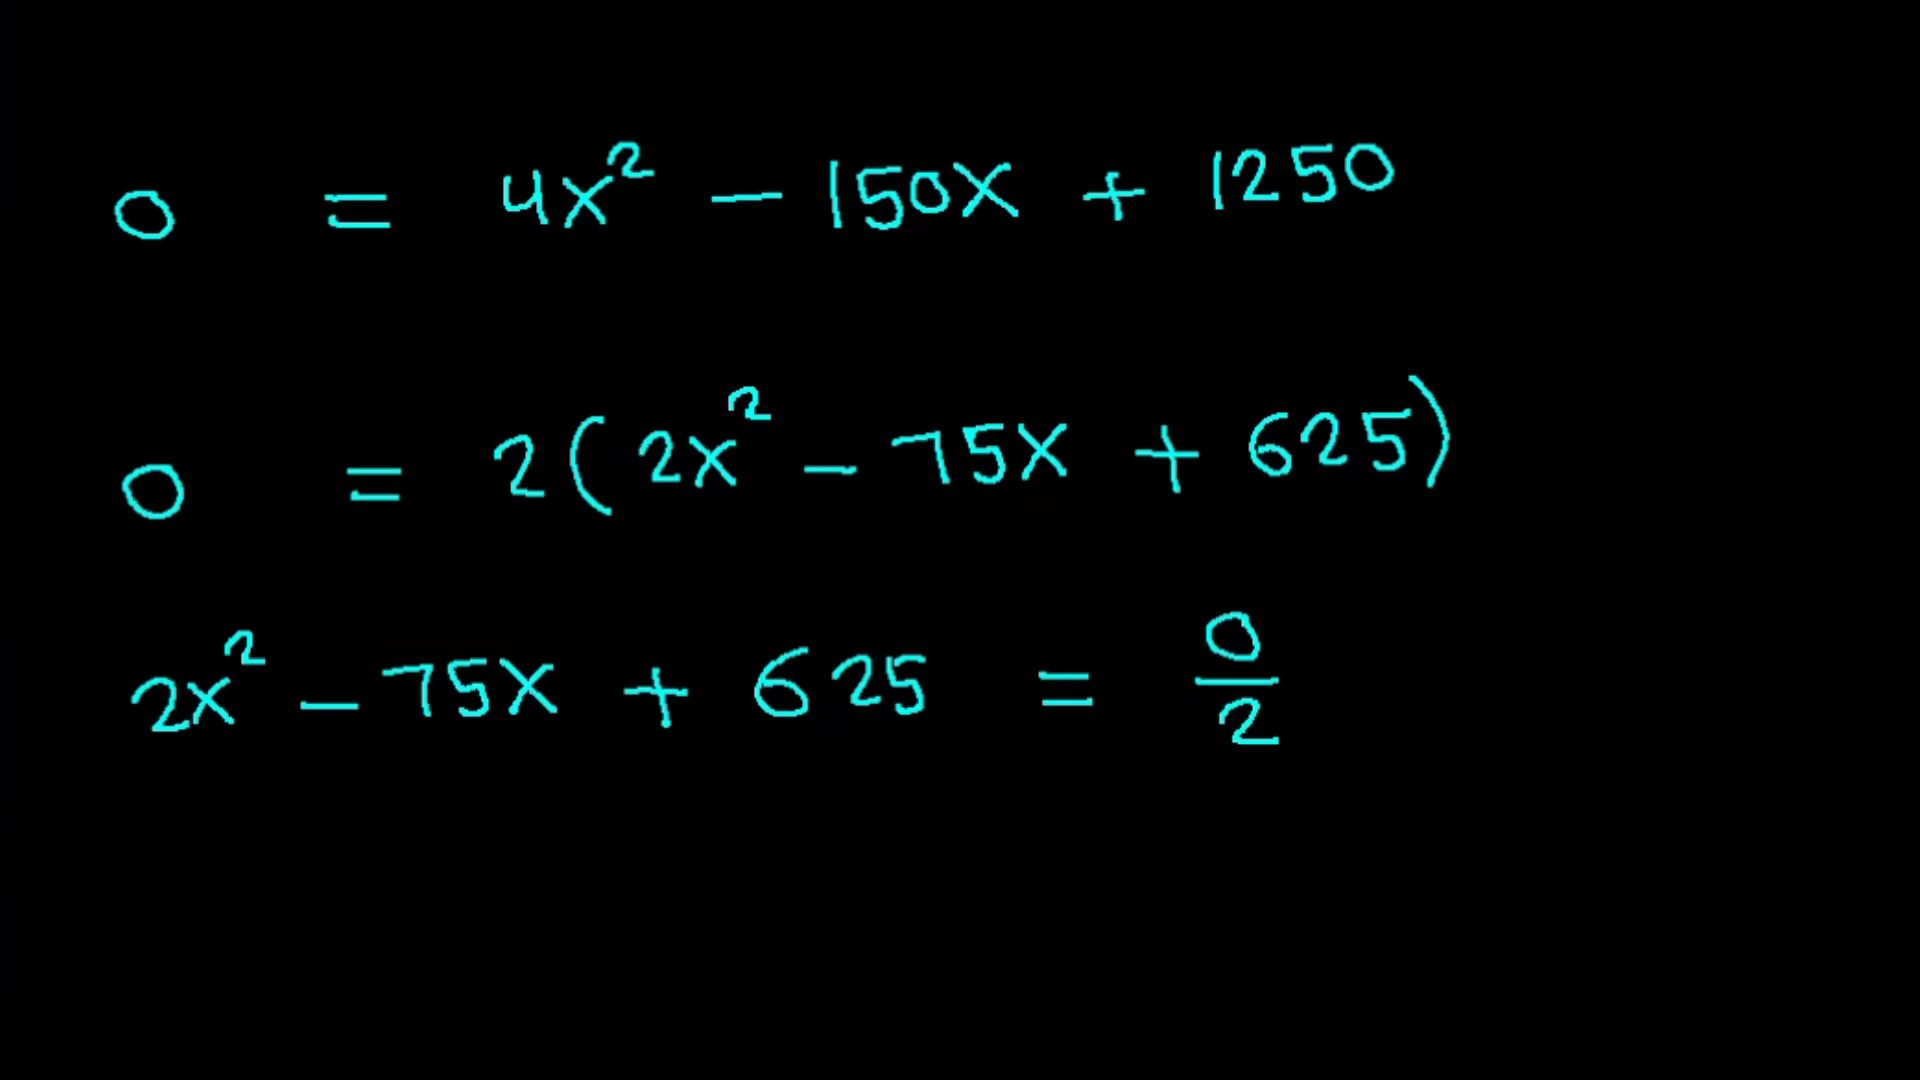 0 = 4x² - 150x + 1250
0 = 2(2x² - 75x + 625)
2x² - 75x + 625 = 0/2